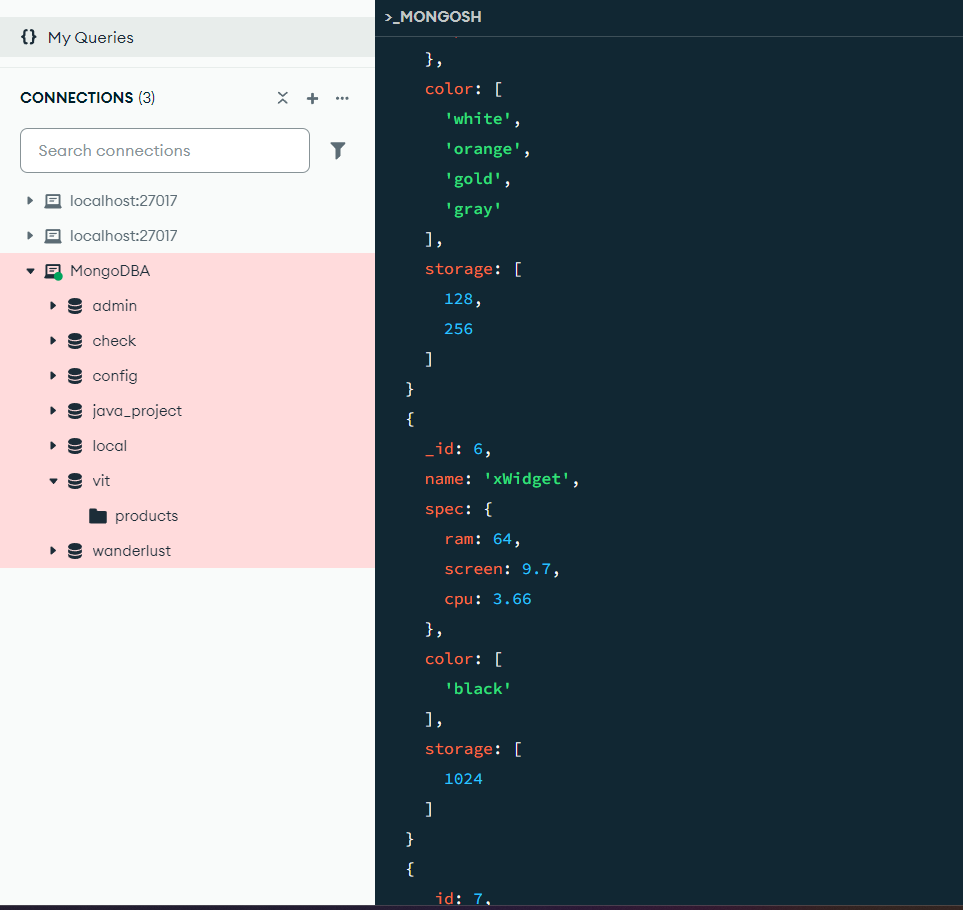 {} My Queries
CONNECTIONS (3)
Search connections
localhost:27017
localhost:27017
MongoDBA
admin
check
config
java_project
local
vit
products
wanderlust
>_MONGOSH
},
color: [
'white',
'orange',
'gold',
'gray'
],
storage: [
128,
256
]
}
{
_id: 6,
name: 'xWidget',
spec: {
ram: 64,
screen: 9.7,
cpu: 3.66
},
color: [
'black'
],
storage: [
1024
]
}
{
_id: 7,